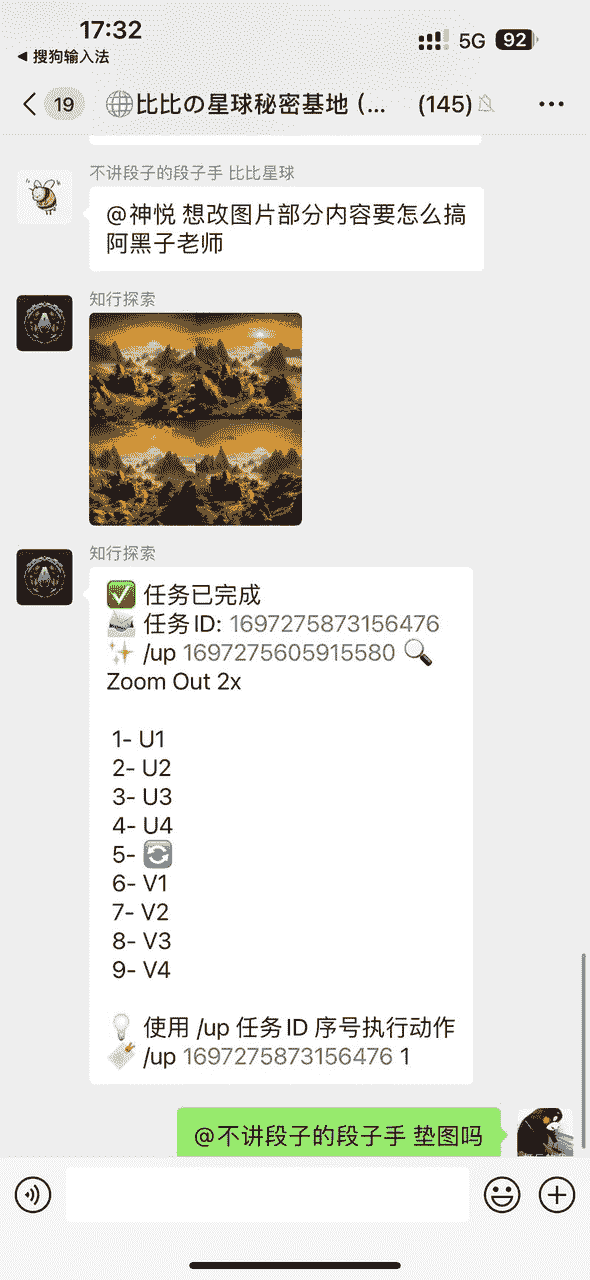 17:32
5G
92
搜狗输入法
19
比比の星球秘密基地 (...
(145)
不讲段子的段子手 比比星球
@神悦 想改图片部分内容要怎么搞
阿黑子老师
知行探索
知行探索
任务已完成
任务ID: 1697275873156476
/up 1697275605915580
Zoom Out 2x
1- U1
2- U2
3- U3
4- U4
5-
6- V1
7- V2
8- V3
9- V4
使用 /up 任务ID 序号执行动作
/up 1697275873156476 1
@不讲段子的段子手 垫图吗